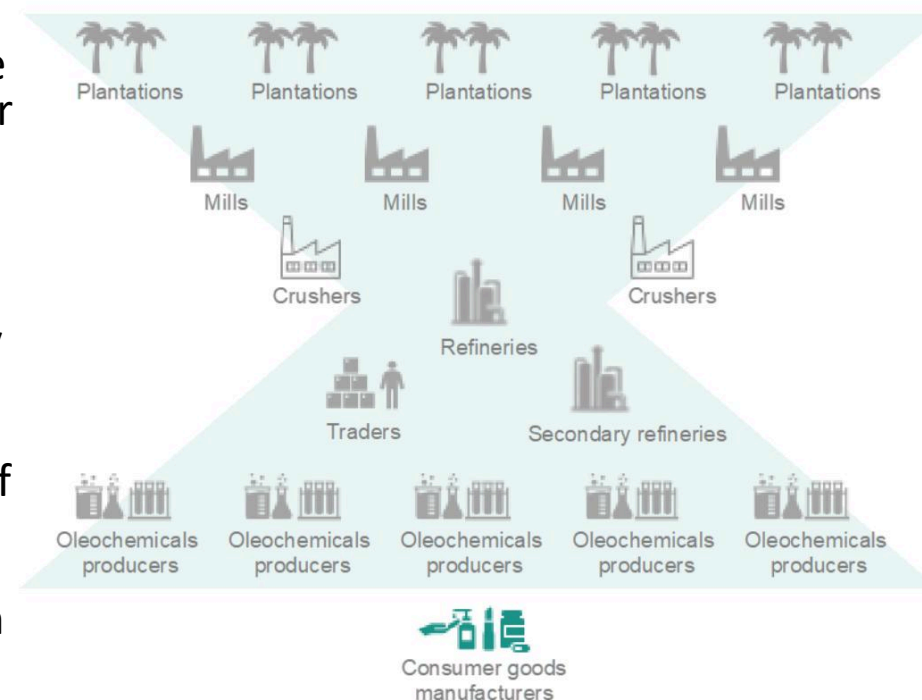 e
r
Plantations Plantations Plantations Plantations Plantations
Mills Mills Mills Mills
Crushers Crushers
Refineries
Traders Secondary refineries
f
Oleochemicals Oleochemicals Oleochemicals Oleochemicals Oleochemicals
producers producers producers producers producers
Consumer goods
manufacturers